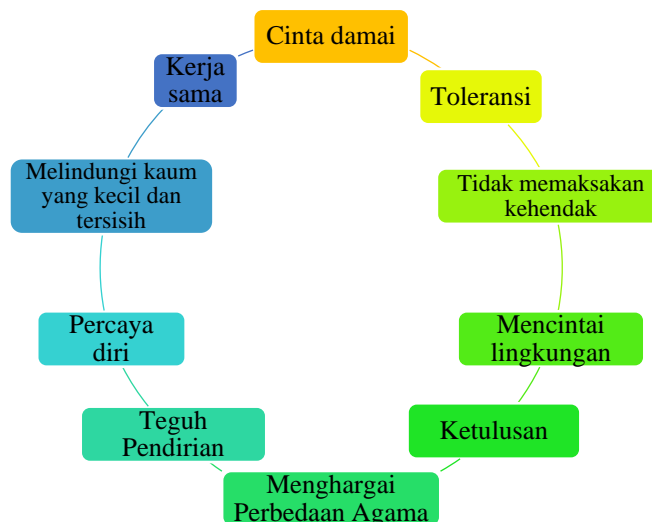 Cinta damai
Toleransi
Tidak memaksakan
kehendak
Mencintai
lingkungan
Ketulusan
Menghargai
Perbedaan Agama
Teguh
Pendirian
Percaya
diri
Melindungi kaum
yang kecil dan
tersisih
Kerja
sama